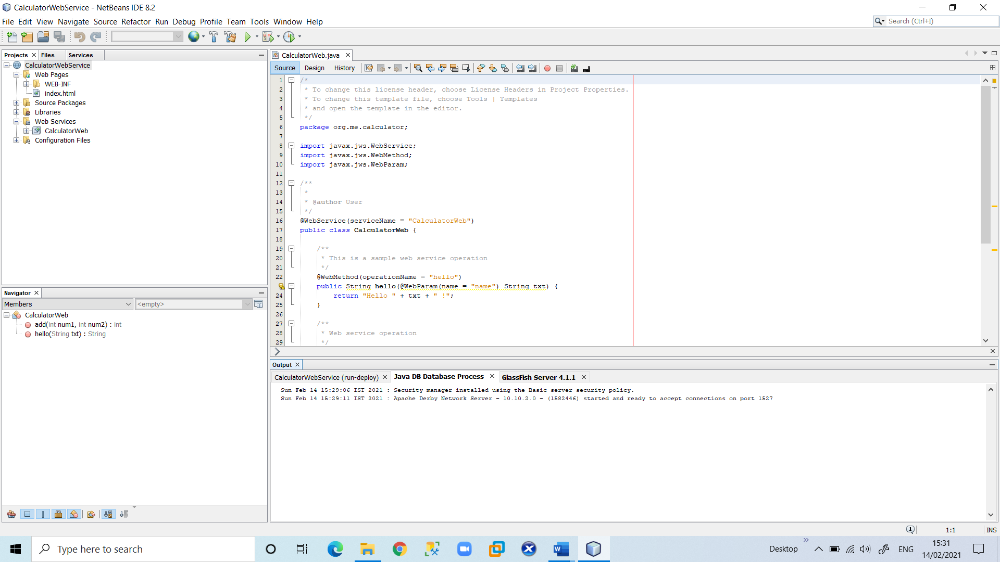 CalculatorWebService - NetBeans IDE 8.2
File Edit View Navigate Source Refactor Run Debug Profile Team Tools Window Help
Search (Ctrl+I)
Projects Files Services
CalculatorWebService
Web Pages
WEB-INF
index.html
Source Packages
Libraries
Web Services
CalculatorWeb
Configuration Files
Navigator
Members
<empty>
CalculatorWeb
add(int num1, int num2) : int
hello(String txt) : String
CalculatorWeb.java
Source Design History
1 /*
2 * To change this license header, choose License Headers in Project Properties.
3 * To change this template file, choose Tools | Templates
4 * and open the template in the editor.
5 */
6 package org.me.calculator;
7
8 import javax.jws.WebService;
9 import javax.jws.WebMethod;
10 import javax.jws.WebParam;
11
12 /**
13 *
14 * @author User
15 */
16 @WebService(serviceName = "CalculatorWeb")
17 public class CalculatorWeb {
18
19 /**
20 * This is a sample web service operation
21 */
22 @WebMethod(operationName = "hello")
public String hello(@WebParam(name = "name") String txt) {
24 return "Hello " + txt + " !";
25 }
26
27 /**
28 * Web service operation
29 */
Output
CalculatorWebService (run-deploy) Java DB Database Process GlassFish Server 4.1.1
Sun Feb 14 15:29:06 IST 2021 : Security manager installed using the Basic server security policy.
Sun Feb 14 15:29:11 IST 2021 : Apache Derby Network Server - 10.10.2.0 - (1582446) started and ready to accept connections on port 1527
1:1 INS
Type here to search
Desktop
ENG
15:31
14/02/2021